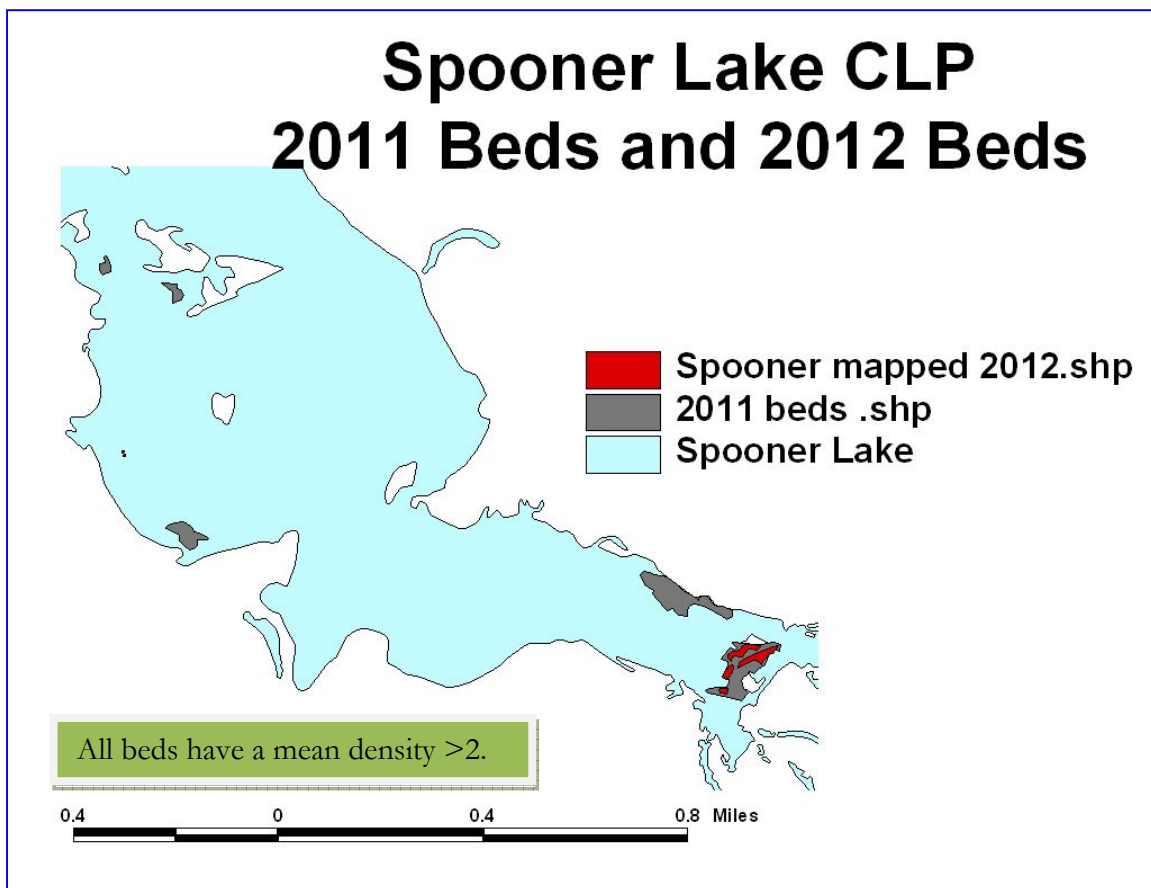 Spooner Lake CLP
2011 Beds and 2012 Beds
Spooner mapped 2012.shp
2011 beds .shp
Spooner Lake
All beds have a mean density >2.
0.4 0 0.4 0.8 Miles